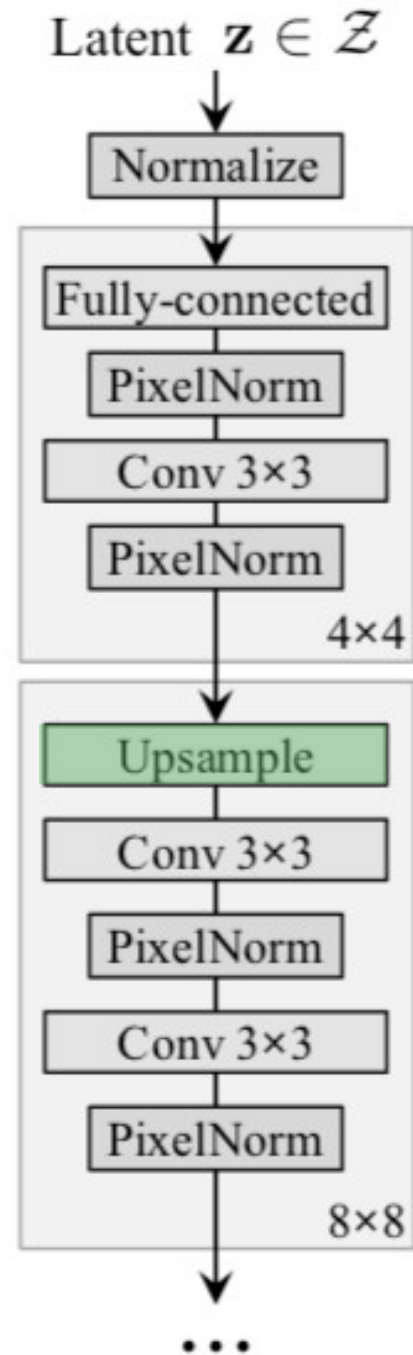 Latent z ∈ 𝒵
Normalize
Fully-connected
PixelNorm
Conv 3×3
PixelNorm
4×4
Upsample
Conv 3×3
PixelNorm
Conv 3×3
PixelNorm
8×8
...